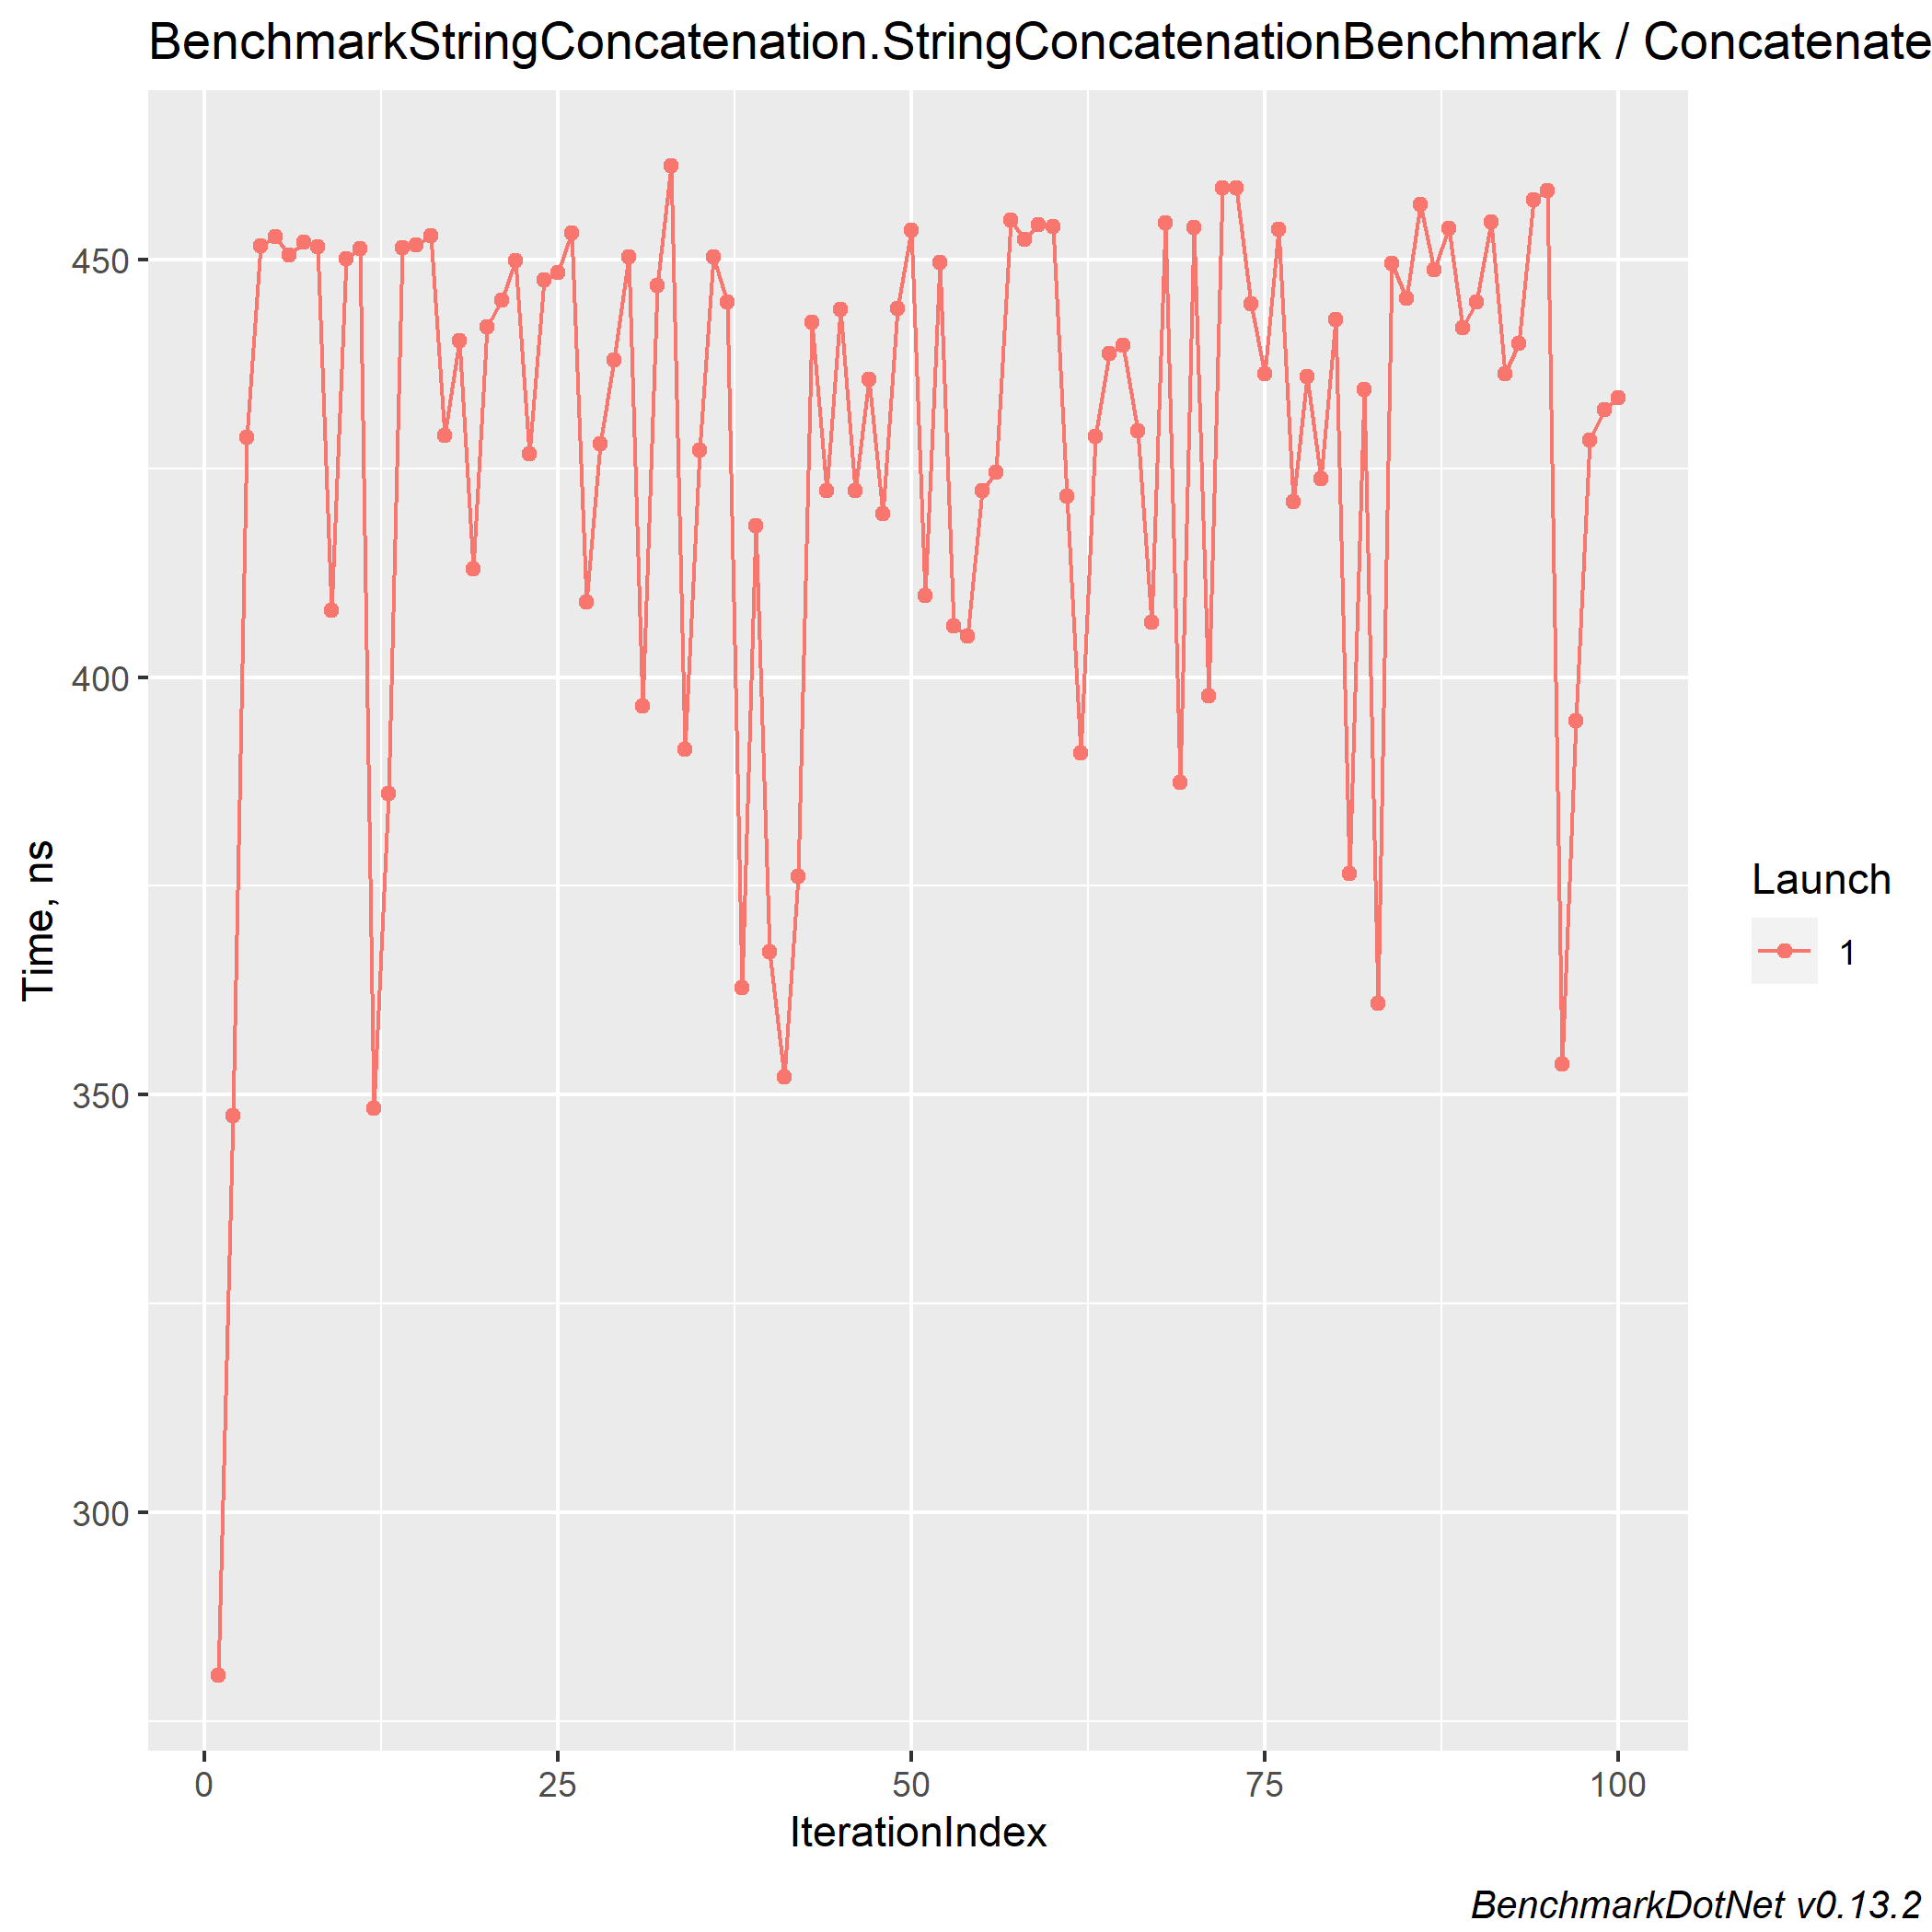 BenchmarkStringConcatenation.StringConcatenationBenchmark / Concatenate
450
400
350
300
Time, ns
0 25 50 75 100
IterationIndex
Launch
1
BenchmarkDotNet v0.13.2